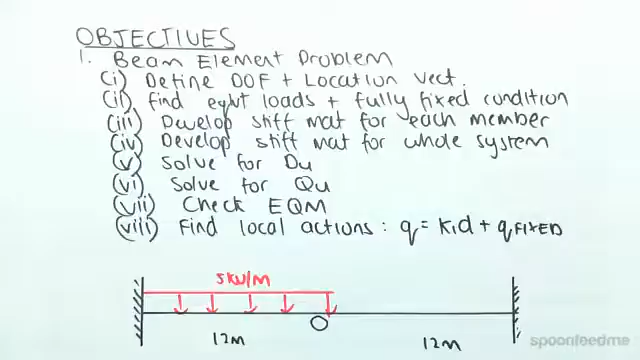 OBJECTIVES
1. Beam Element Problem
(i) Define DOF + Location Vect.
(ii) find eqvt loads + fully fixed condition
(iii) Develop stiff mat for each member
(iv) Develop stiff mat for whole system
(v) Solve for Du
(vi) Solve for Qu
(vii) Check EQM
(viii) Find local actions: q = K1d + qFIXED
5kN/M
12M 12M
spoonfeedme